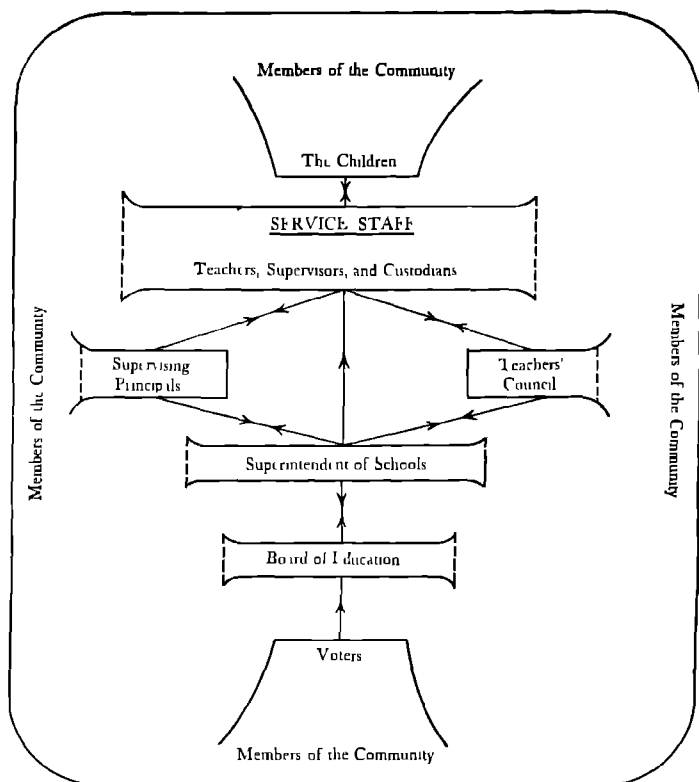 Members of the Community
The Children
SERVICE STAFF
Teachers, Supervisors, and Custodians
Members of the Community
Supervising
Principals
Teachers'
Council
Members of the Community
Superintendent of Schools
Board of Education
Voters
Members of the Community